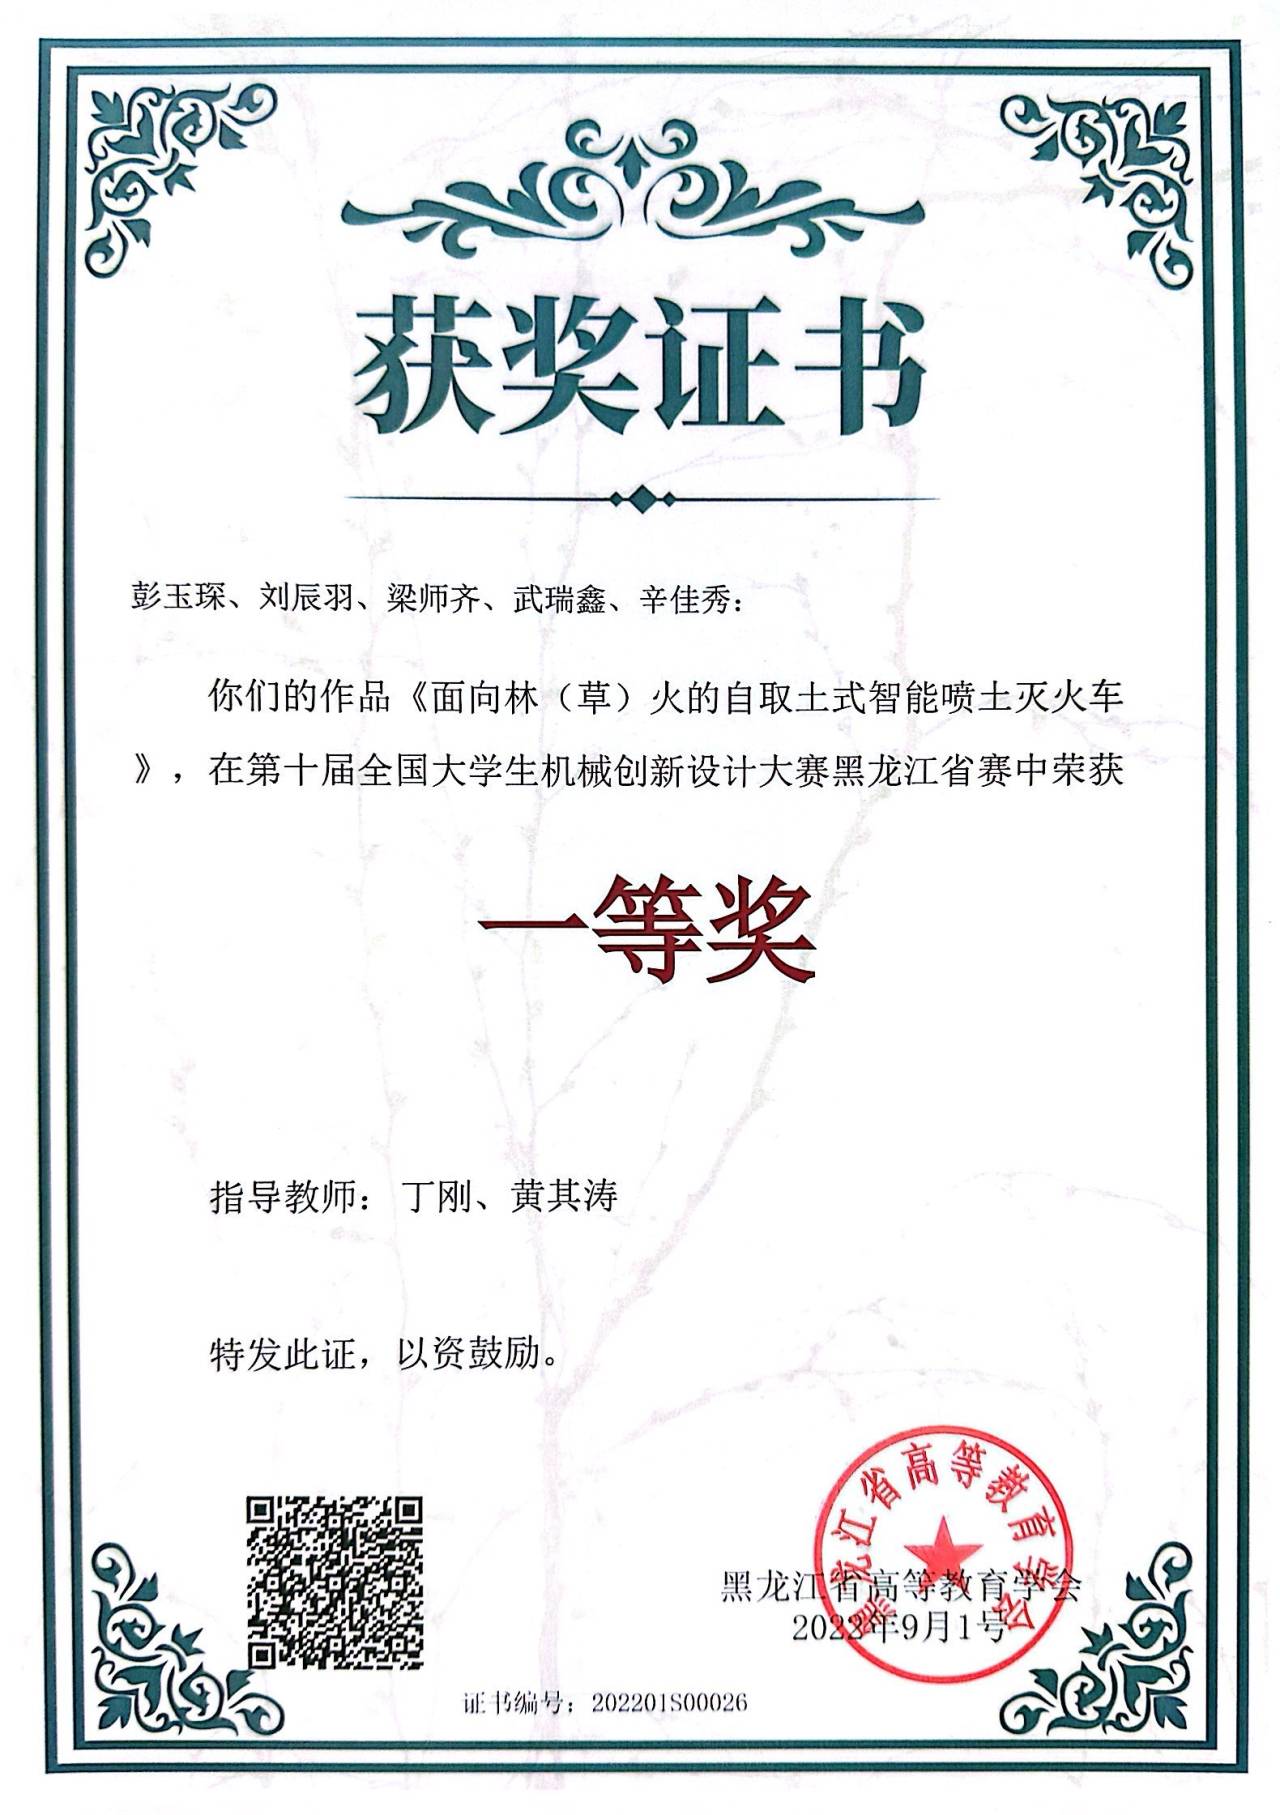 获奖证书
彭玉琛、刘辰羽、梁师齐、武瑞鑫、辛佳秀：
你们的作品《面向林（草）火的自取土式智能喷土灭火车
》，在第十届全国大学生机械创新设计大赛黑龙江省赛中荣获
一等奖
指导教师： 丁刚、黄其涛
特发此证，以资鼓励。
黑龙江省高等教育学会
黑龙江省高等教育学会
2022年9月1号
证书编号：202201S00026